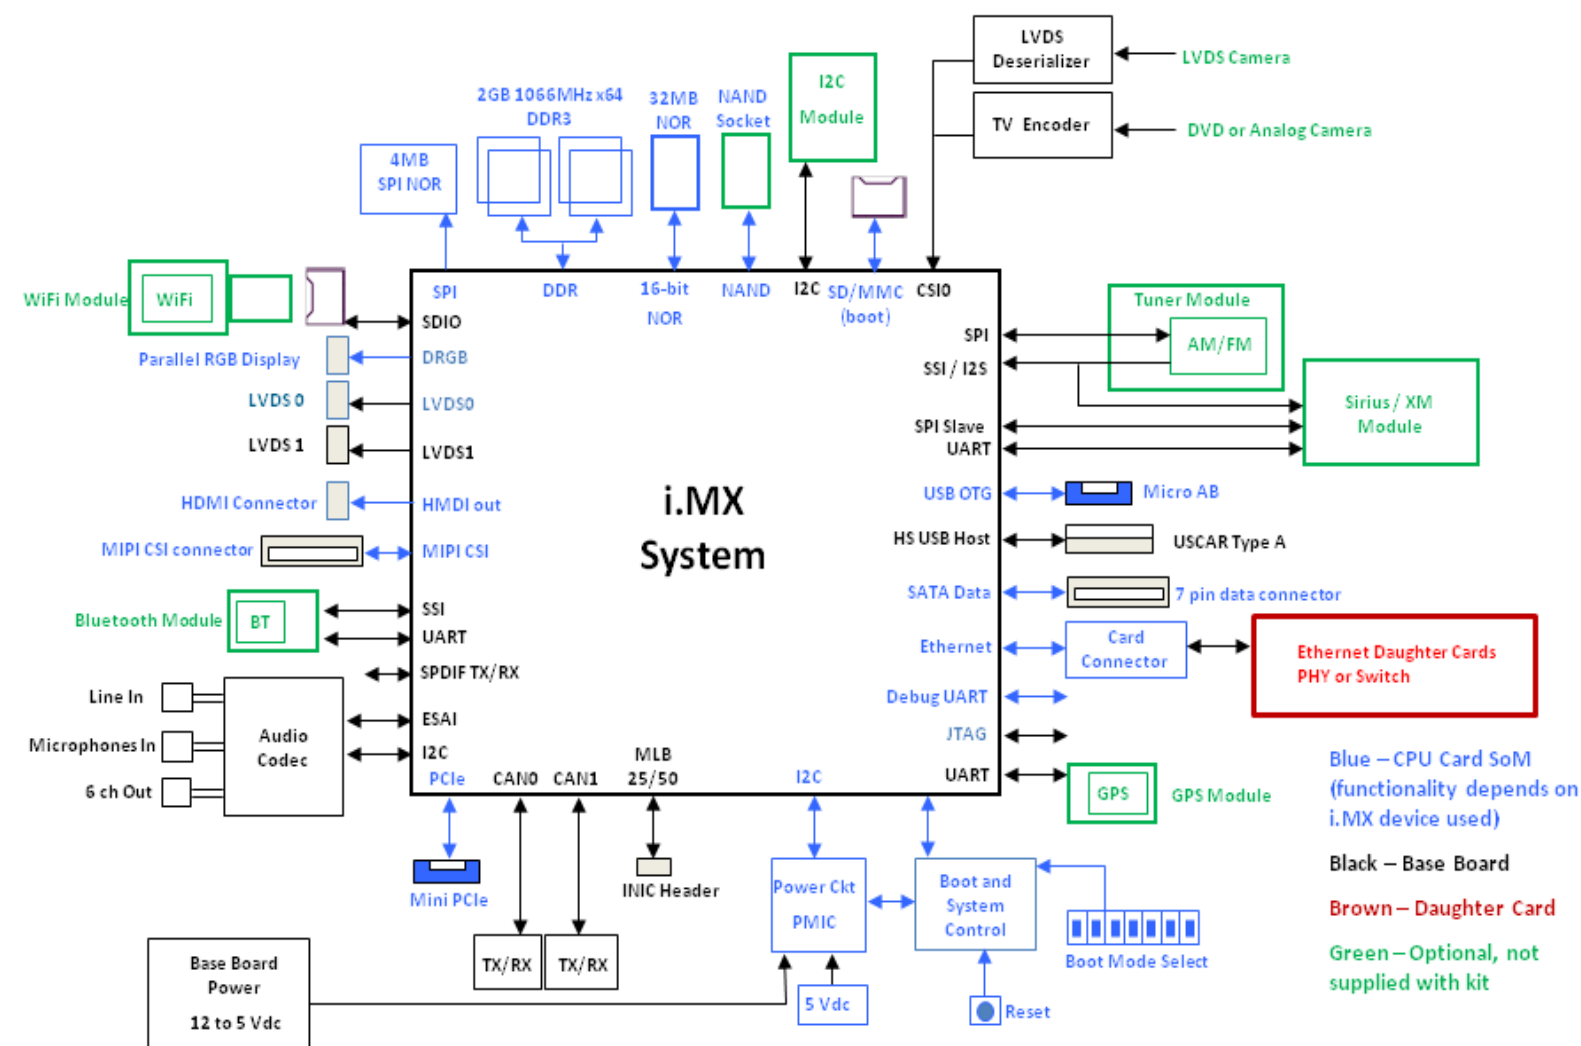 LVDS
Deserializer
LVDS Camera
TV Encoder
DVD or Analog Camera
2GB 1066MHz x64
DDR3
32MB
NOR
NAND
Socket
I2C
Module
4MB
SPI NOR
WiFi Module
WiFi
SPI
DDR
16-bit
NOR
NAND
I2C
SD/MMC
(boot)
CSI0
SDIO
Parallel RGB Display
DRGB
LVDS 0
LVDS0
LVDS 1
LVDS1
HDMI Connector
HMDI out
MIPI CSI connector
MIPI CSI
Bluetooth Module
BT
SSI
UART
SPDIF TX/RX
Line In
Microphones In
6 ch Out
Audio
Codec
ESAI
I2C
i.MX
System
Tuner Module
AM/FM
SPI
SSI / I2S
Sirius / XM
Module
SPI Slave
UART
USB OTG
Micro AB
HS USB Host
USCAR Type A
SATA Data
7 pin data connector
Ethernet
Card
Connector
Ethernet Daughter Cards
PHY or Switch
Debug UART
JTAG
UART
GPS
GPS Module
PCIe
CAN0
CAN1
MLB
25/50
I2C
Mini PCIe
INIC Header
TX/RX
TX/RX
Power Ckt
PMIC
Boot and
System
Control
Boot Mode Select
5 Vdc
Reset
Base Board
Power
12 to 5 Vdc
Blue – CPU Card SoM
(functionality depends on
i.MX device used)
Black – Base Board
Brown – Daughter Card
Green – Optional, not
supplied with kit